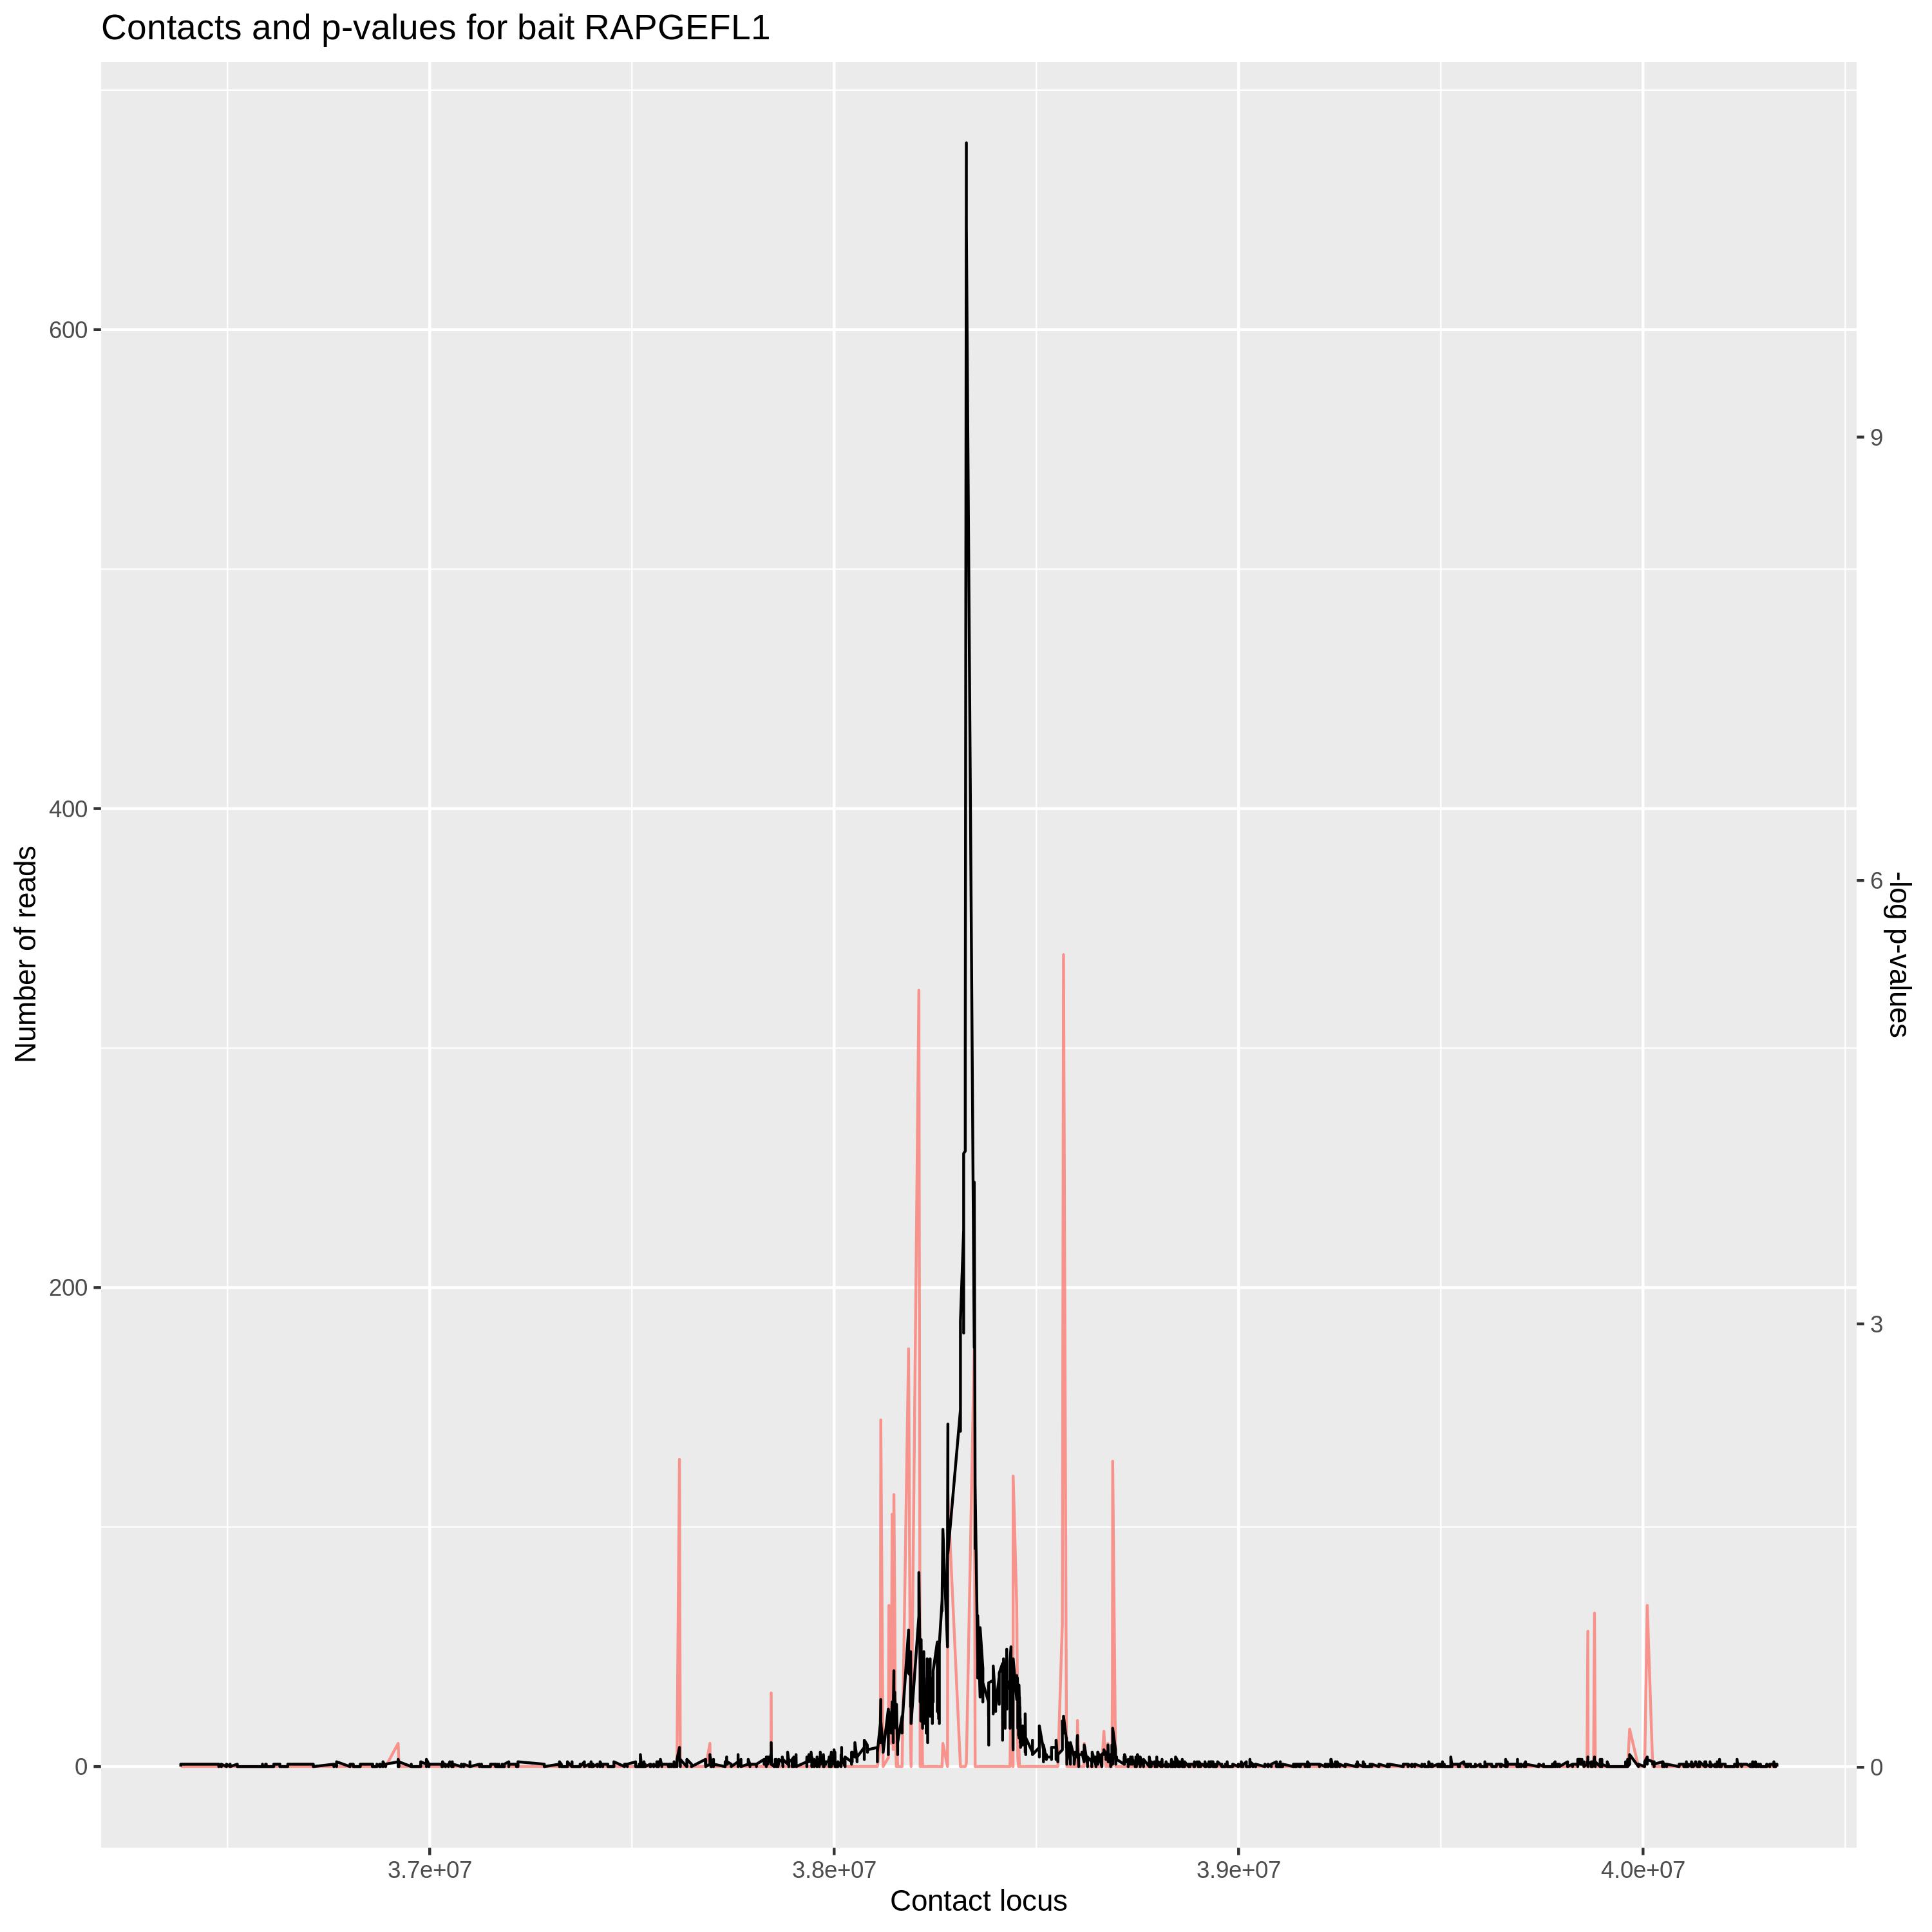 Contacts and p-values for bait RAPGEFL1
600
400
200
0
Number of reads
9
6
3
0
-log p-values
3.7e+07
3.8e+07
3.9e+07
4.0e+07
Contact locus